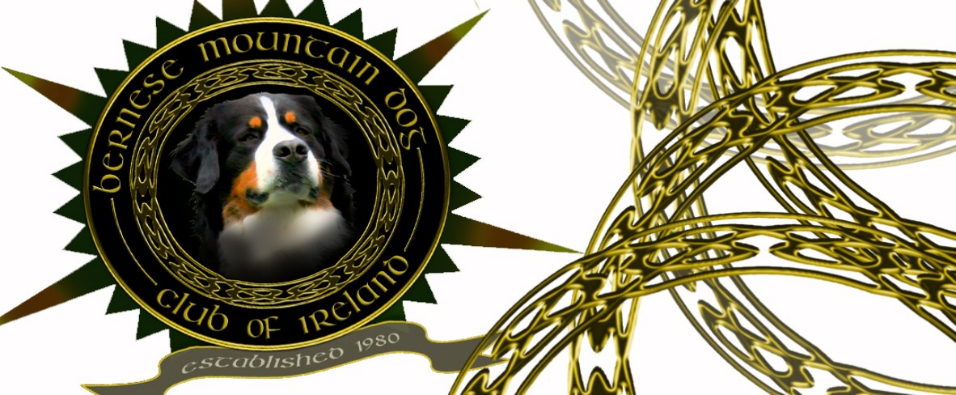 bernese mountain dog
club of ireland
established 1980